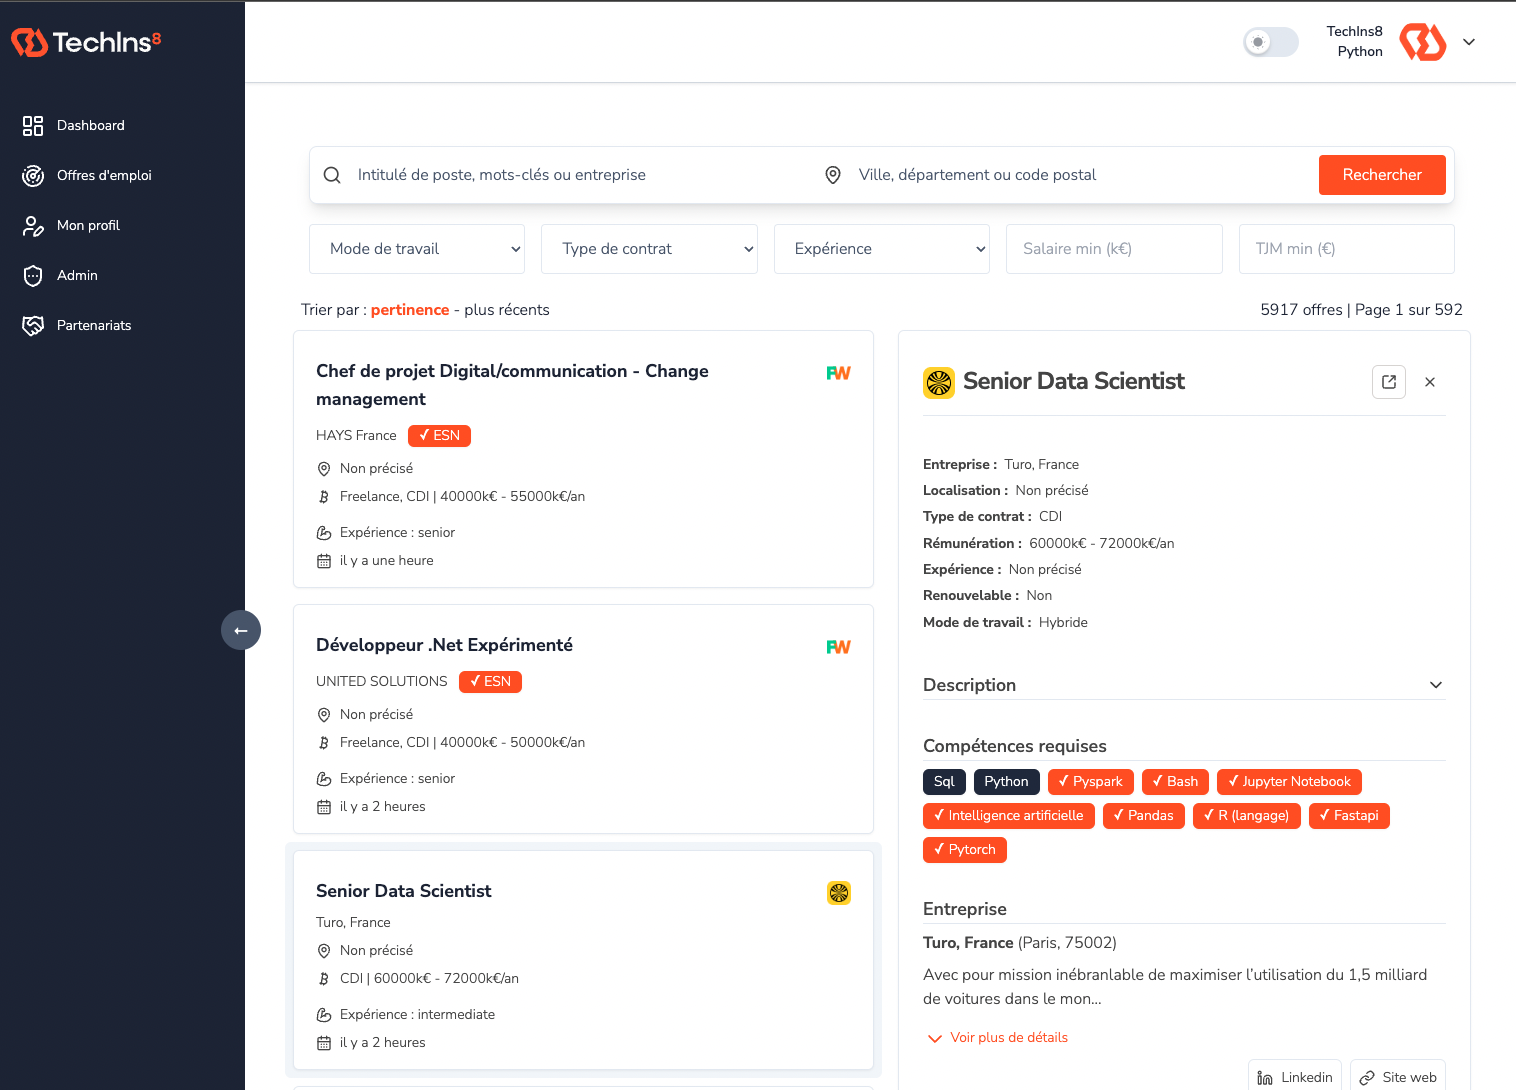 TechIns8
TechIns8
Python
Dashboard
Offres d'emploi
Mon profil
Admin
Partenariats
←
Intitulé de poste, mots-clés ou entreprise
Ville, département ou code postal
Rechercher
Mode de travail
Type de contrat
Expérience
Salaire min (k€)
TJM min (€)
Trier par : pertinence - plus récents
5917 offres | Page 1 sur 592
Chef de projet Digital/communication - Change
management
FW
HAYS France ✓ ESN
Non précisé
Freelance, CDI | 40000k€ - 55000k€/an
Expérience : senior
il y a une heure
Développeur .Net Expérimenté
FW
UNITED SOLUTIONS ✓ ESN
Non précisé
Freelance, CDI | 40000k€ - 50000k€/an
Expérience : senior
il y a 2 heures
Senior Data Scientist
Turo, France
Non précisé
CDI | 60000k€ - 72000k€/an
Expérience : intermediate
il y a 2 heures
Senior Data Scientist
Entreprise : Turo, France
Localisation : Non précisé
Type de contrat : CDI
Rémunération : 60000k€ - 72000k€/an
Expérience : Non précisé
Renouvelable : Non
Mode de travail : Hybride
Description
Compétences requises
Sql Python ✓ Pyspark ✓ Bash ✓ Jupyter Notebook
✓ Intelligence artificielle ✓ Pandas ✓ R (langage) ✓ Fastapi
✓ Pytorch
Entreprise
Turo, France (Paris, 75002)
Avec pour mission inébranlable de maximiser l'utilisation du 1,5 milliard
de voitures dans le mon...
Voir plus de détails
Linkedin
Site web